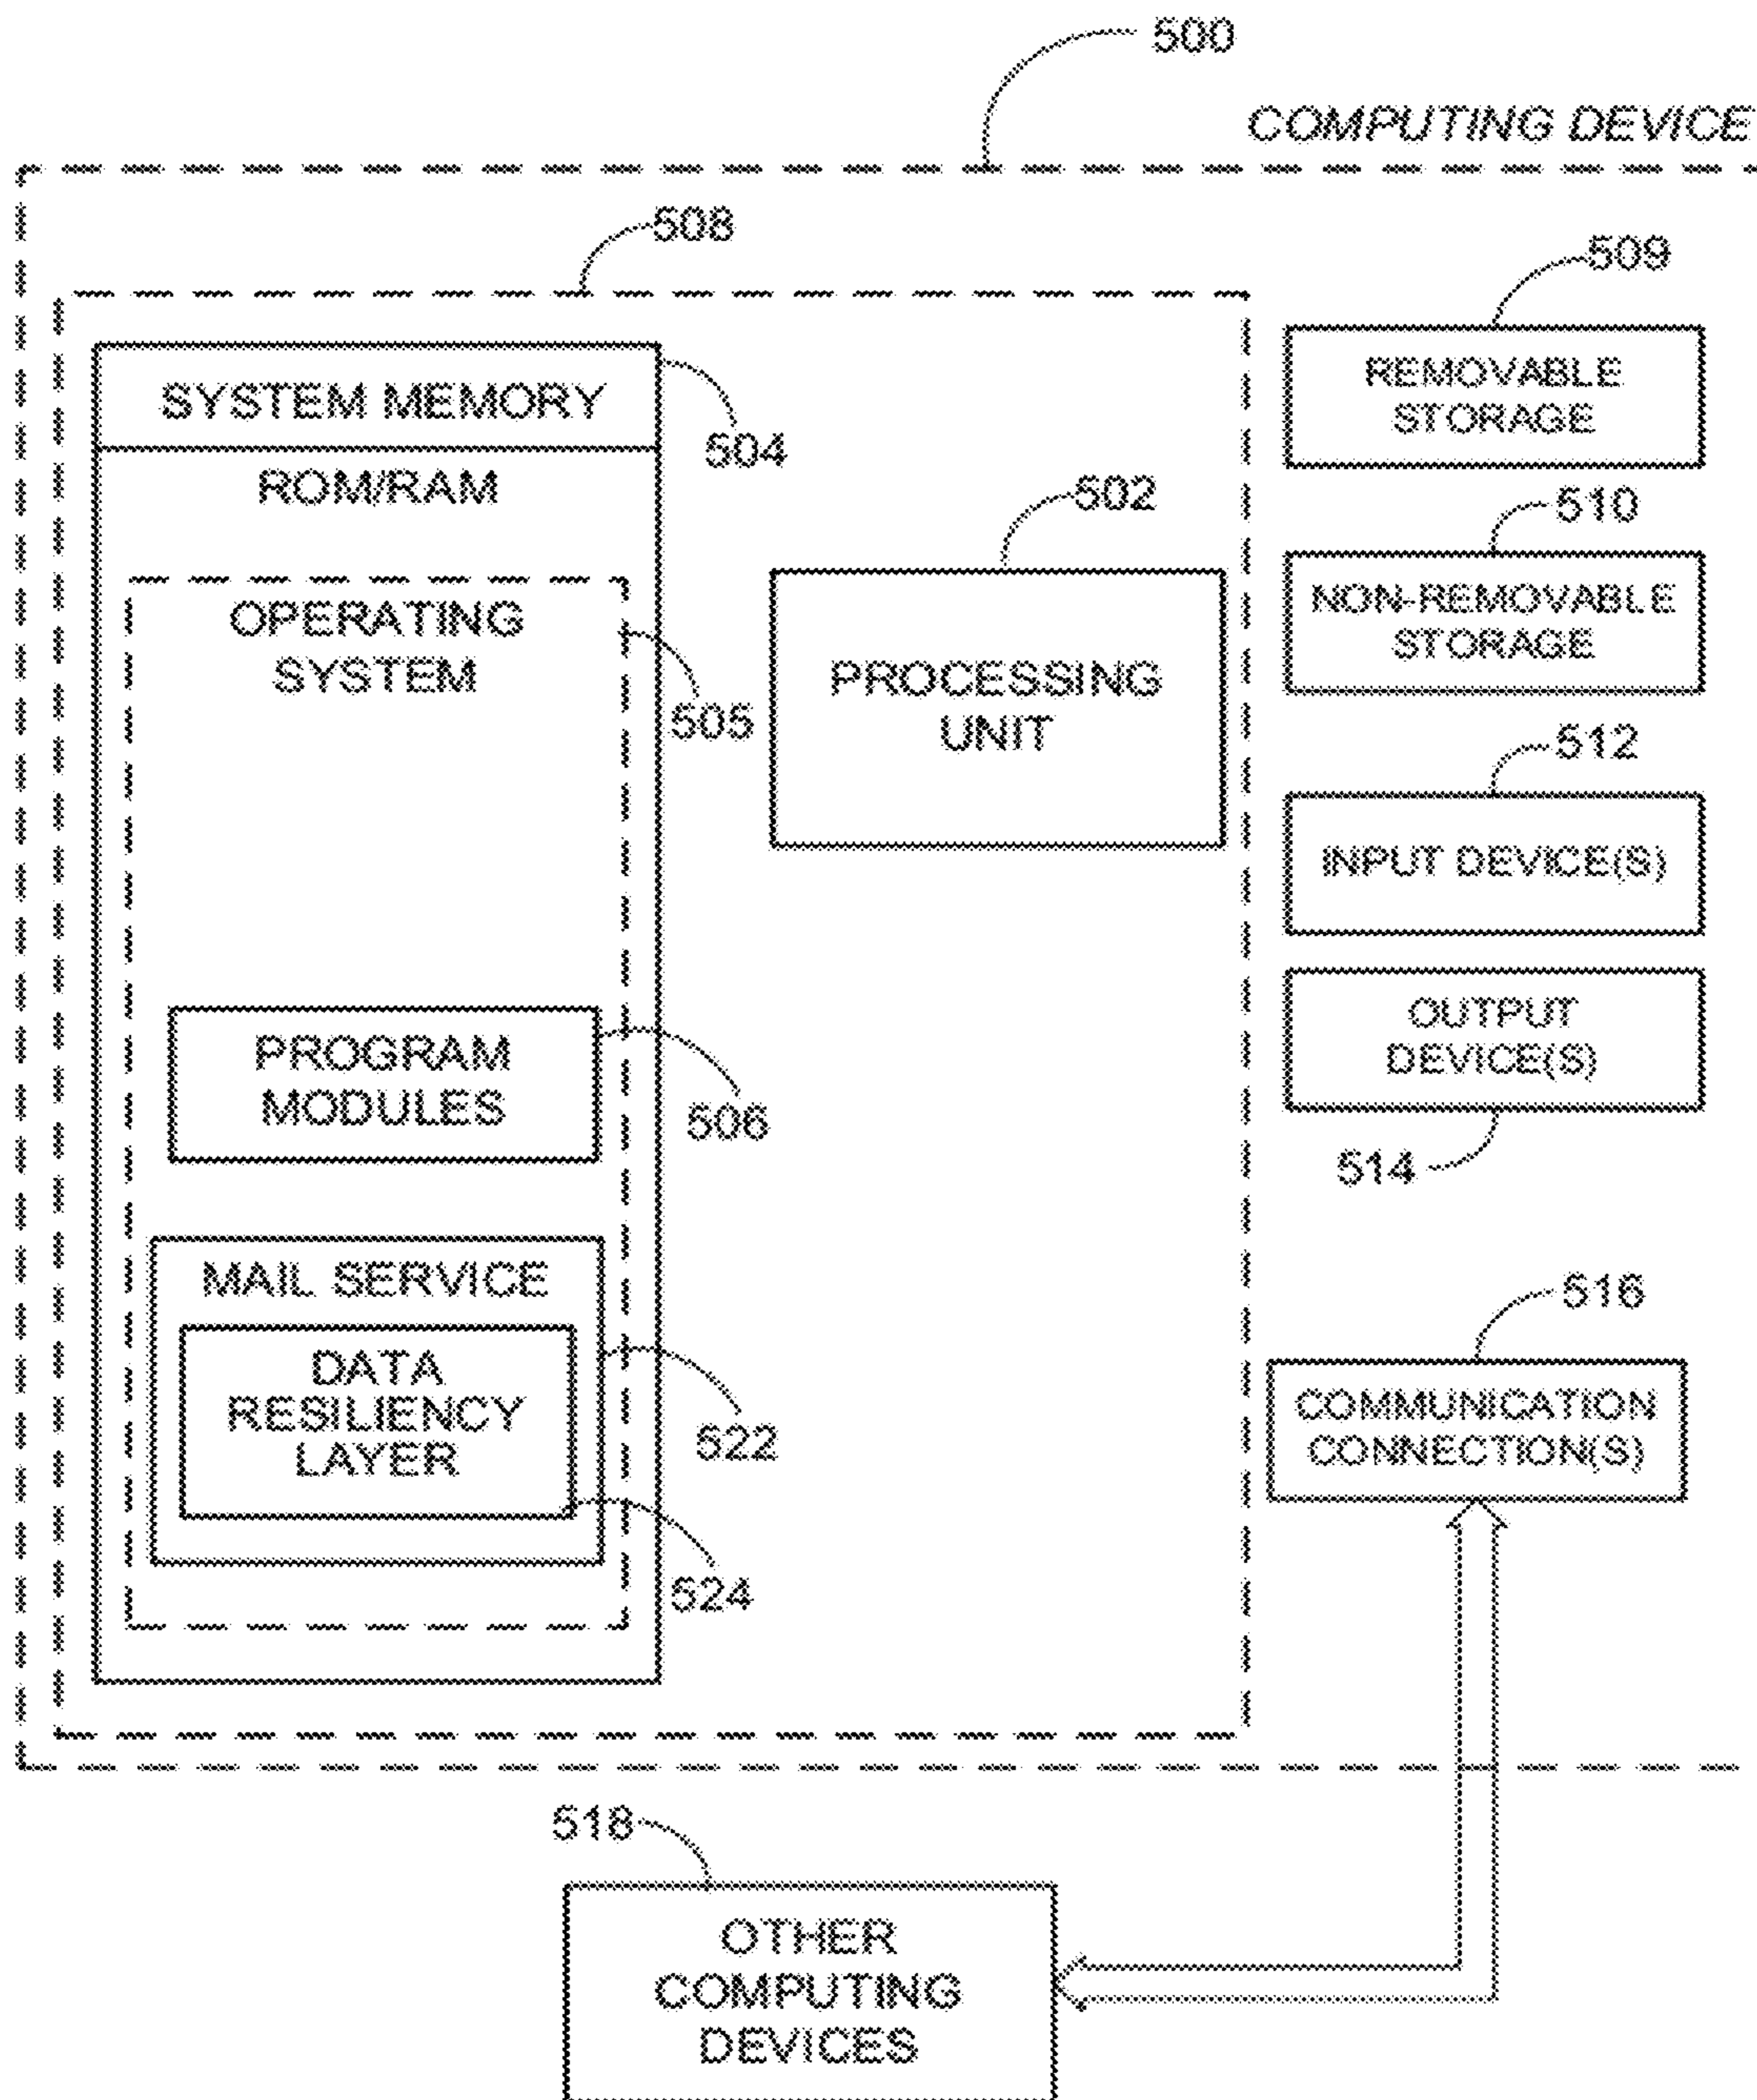 500
COMPUTING DEVICE
508
509
SYSTEM MEMORY
504
REMOVABLE
STORAGE
ROM/RAM
502
510
OPERATING
SYSTEM
505
PROCESSING
UNIT
NON-REMOVABLE
STORAGE
512
INPUT DEVICE(S)
PROGRAM
MODULES
506
OUTPUT
DEVICE(S)
514
MAIL SERVICE
516
DATA
RESILIENCY
LAYER
522
COMMUNICATION
CONNECTION(S)
524
518
OTHER
COMPUTING
DEVICES